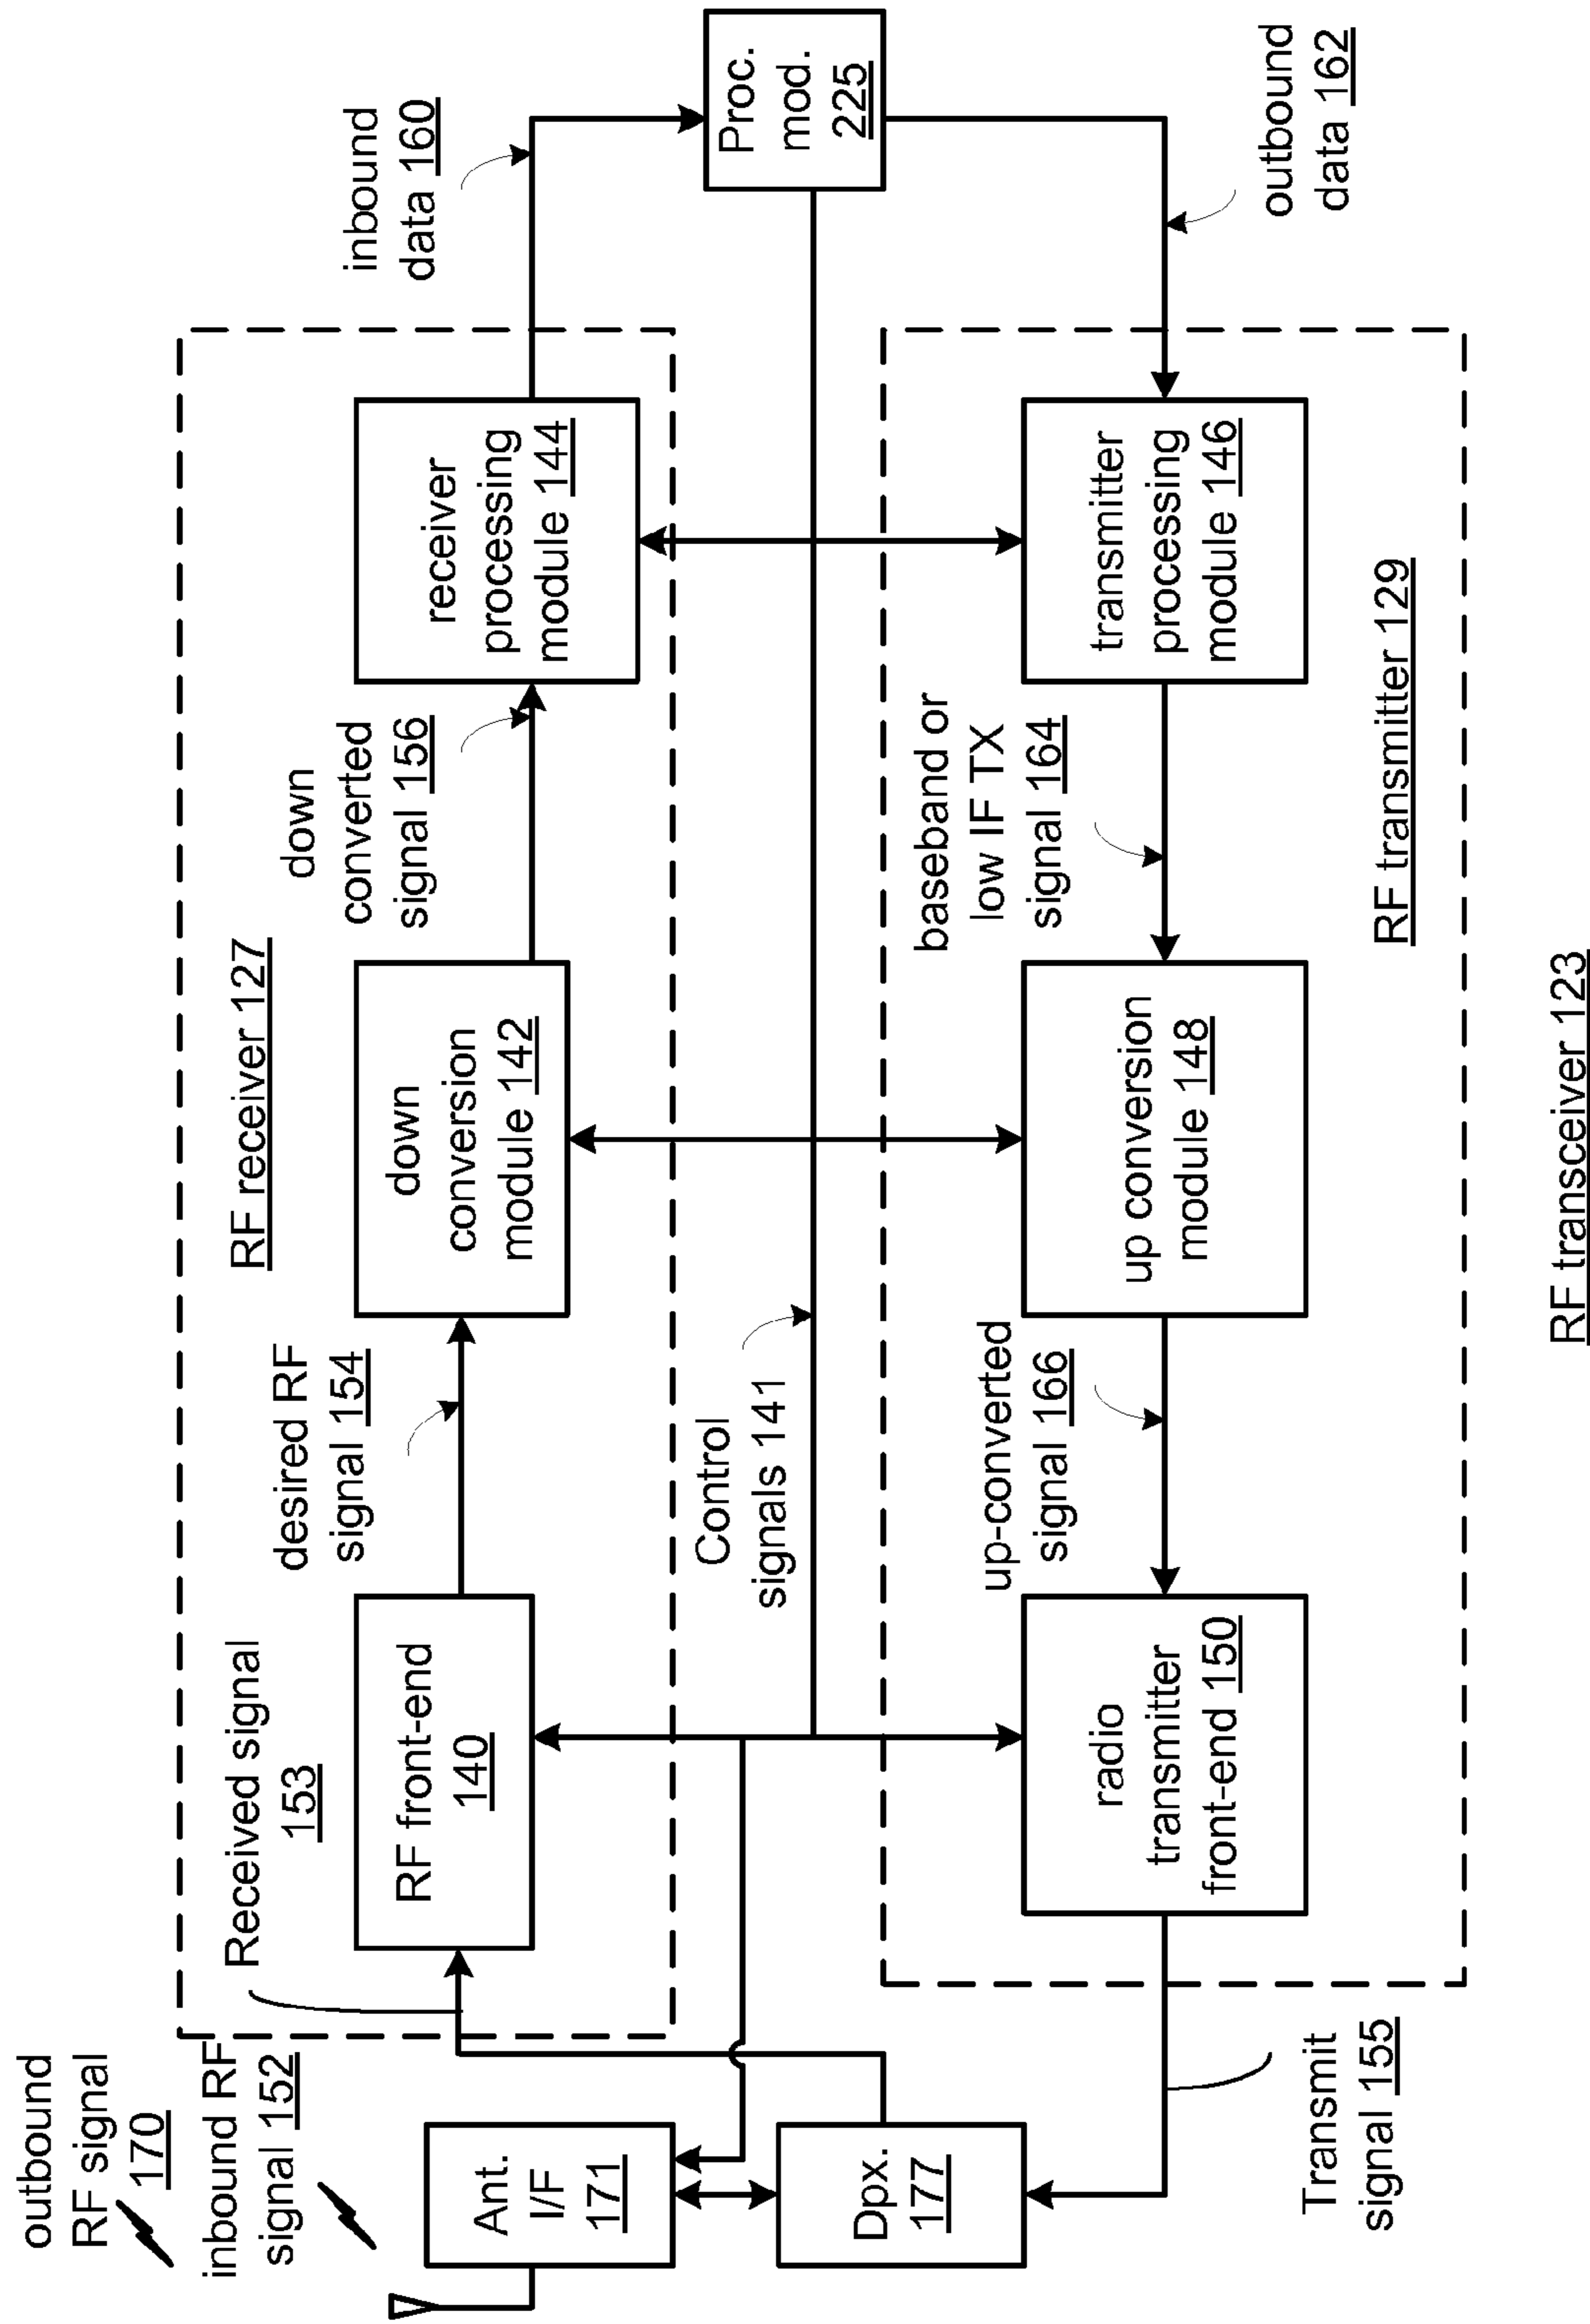 outbound
RF signal
170
inbound RF
signal 152
Ant.
I/F
171
Dpx.
177
Transmit
signal 155
Received signal
153
RF front-end
140
desired RF
signal 154
RF receiver 127
down
conversion
module 142
down
converted
signal 156
receiver
processing
module 144
inbound
data 160
Control
signals 141
Proc.
mod.
225
radio
transmitter
front-end 150
up-converted
signal 166
up conversion
module 148
baseband or
low IF TX
signal 164
transmitter
processing
module 146
outbound
data 162
RF transmitter 129
RF transceiver 123